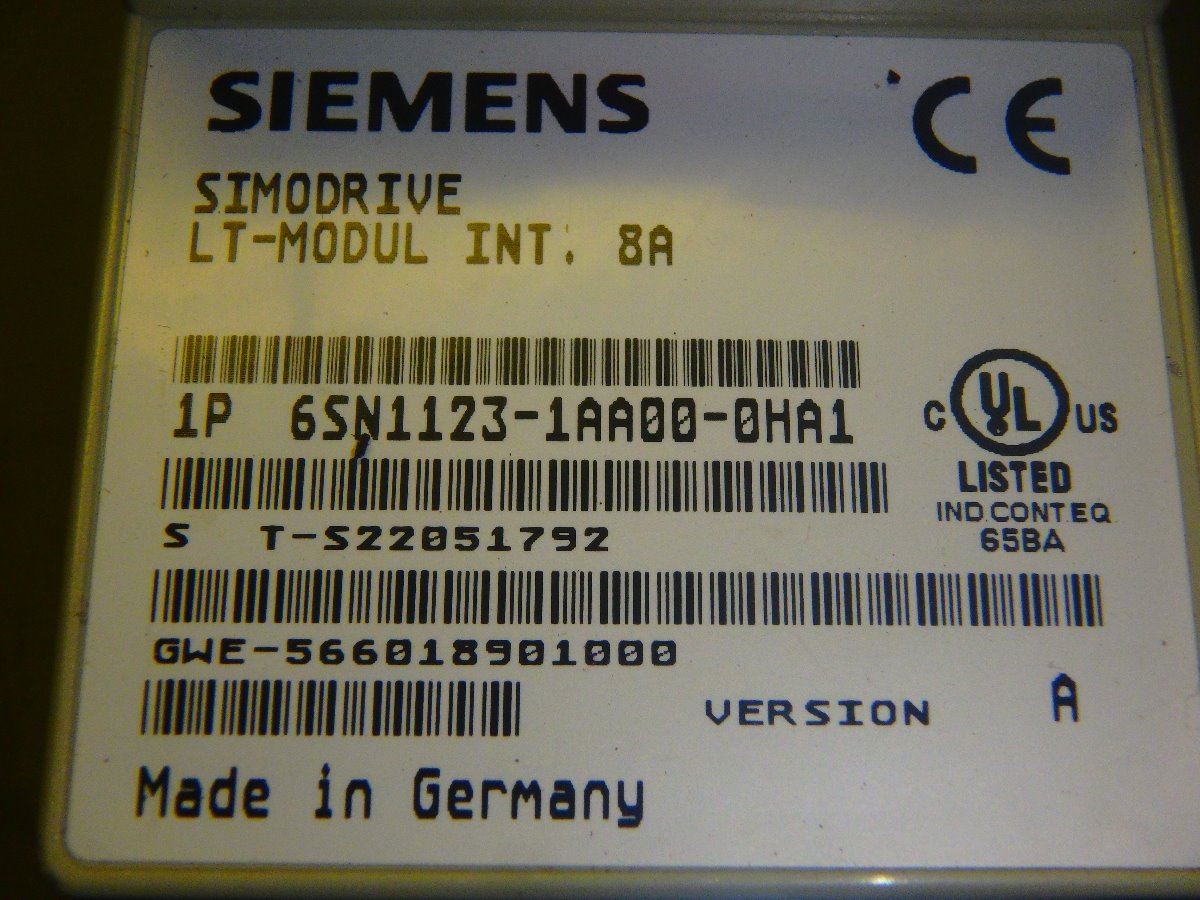 SIEMENS
CE
SIMODRIVE
LT-MODUL INT. 8A
1P 6SN1123-1AA00-0HA1
C UL US
LISTED
IND.CONT.EQ
65BA
S T-S22051792
GWE-566018901000
VERSION A
Made in Germany